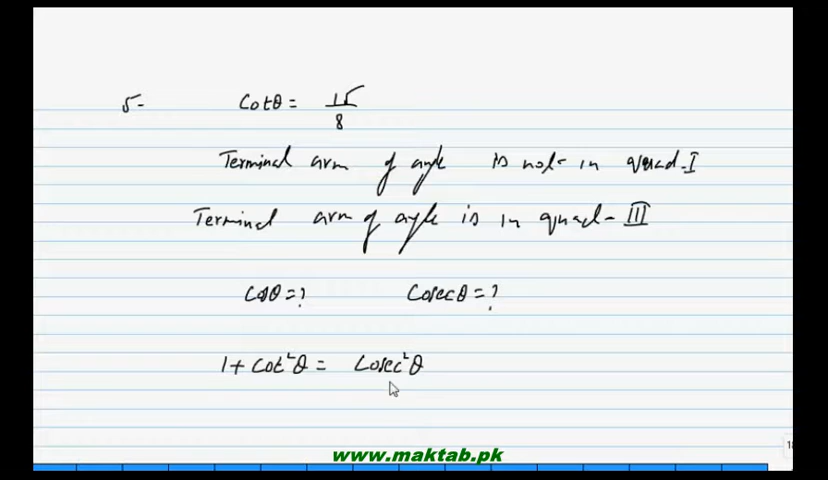 5- Cotθ = 15/8
Terminal arm of angle is not in quad-I
Terminal arm of angle is in quad-III
Cosθ = ? Cosecθ = ?
1 + Cot²θ = Cosec²θ
www.maktab.pk
18